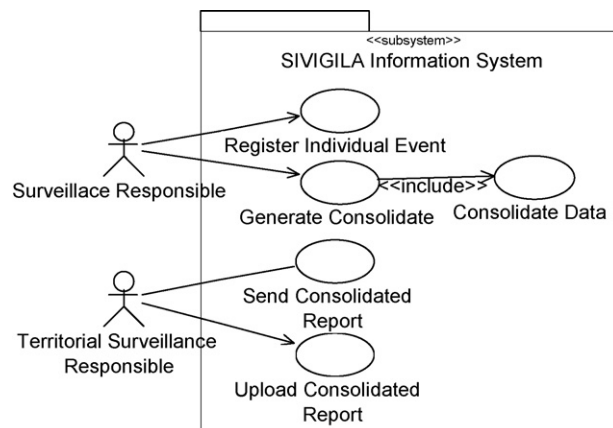 <<subsystem>>
SIVIGILA Information System
Register Individual Event
Surveillace Responsible
<<include>>
Generate Consolidate
Consolidate Data
Send Consolidated
Report
Territorial Surveillance
Responsible
Upload Consolidated
Report